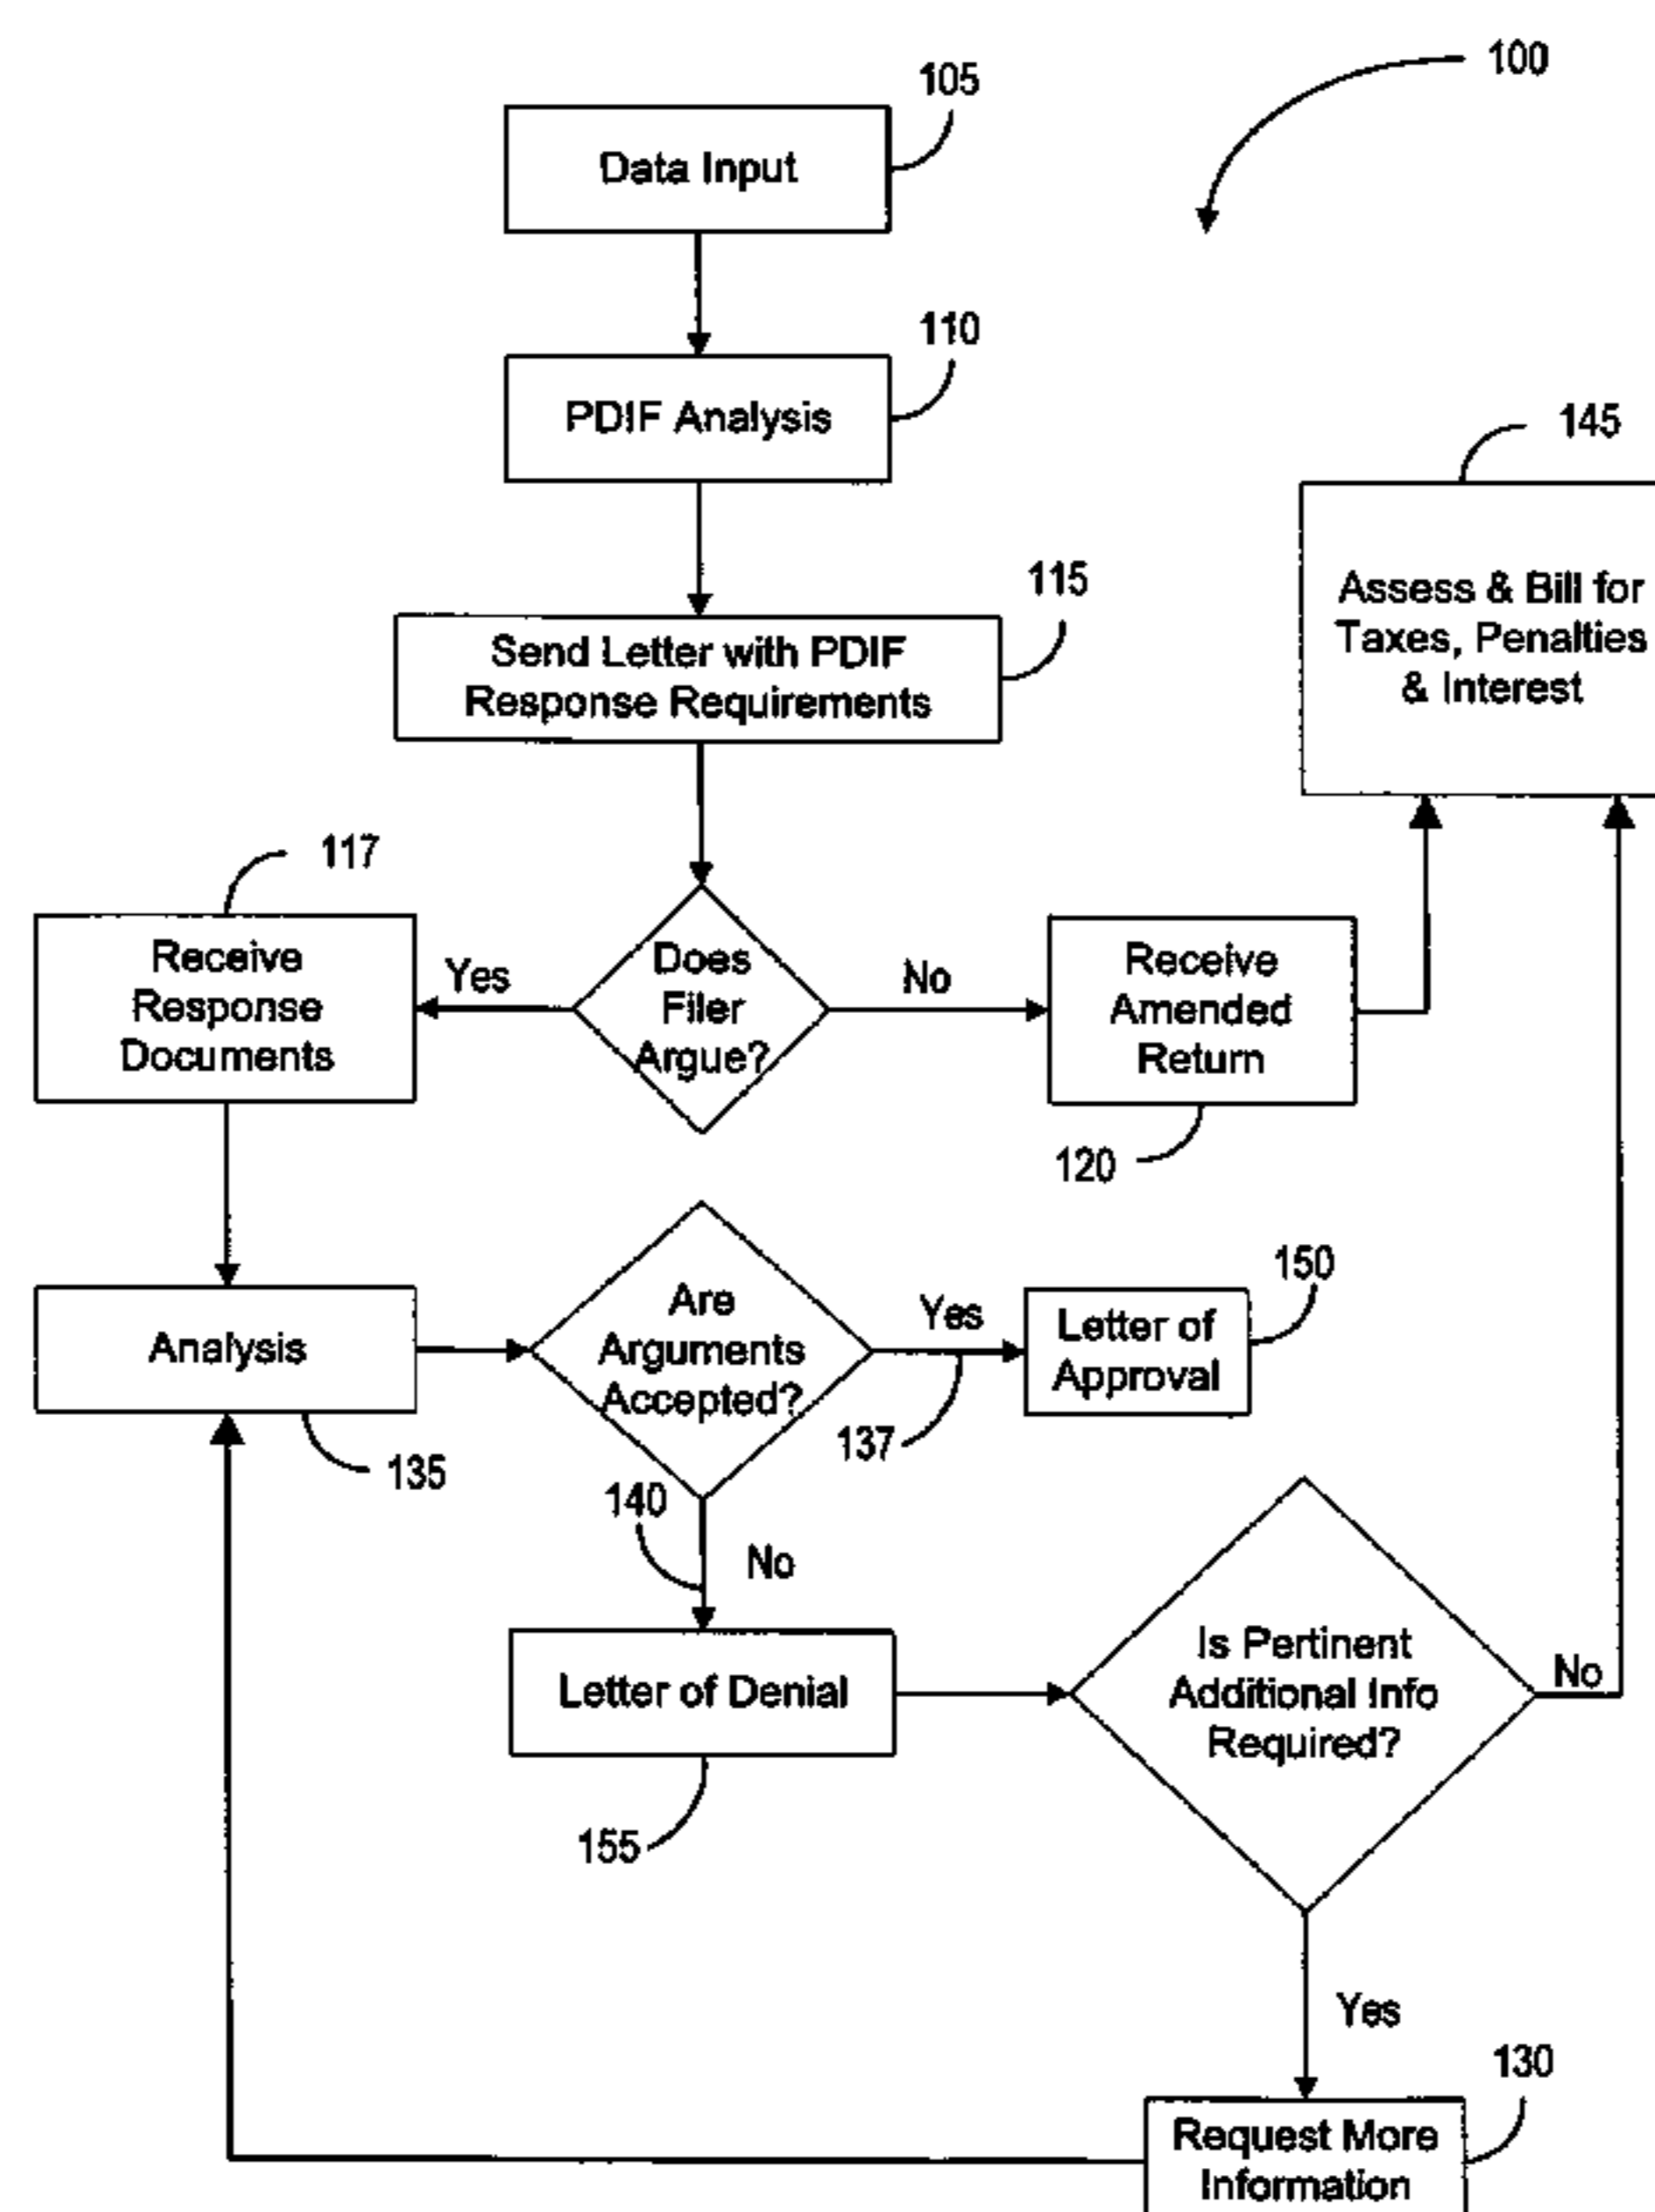 100
105
Data Input
110
PDIF Analysis
145
Assess & Bill for
Taxes, Penalties
& Interest
115
Send Letter with PDIF
Response Requirements
117
Receive
Response
Documents
Yes
Does
Filer
Argue?
No
Receive
Amended
Return
120
Analysis
135
Are
Arguments
Accepted?
Yes
137
Letter of
Approval
150
140
No
Letter of Denial
155
Is Pertinent
Additional Info
Required?
No
Yes
130
Request More
Information